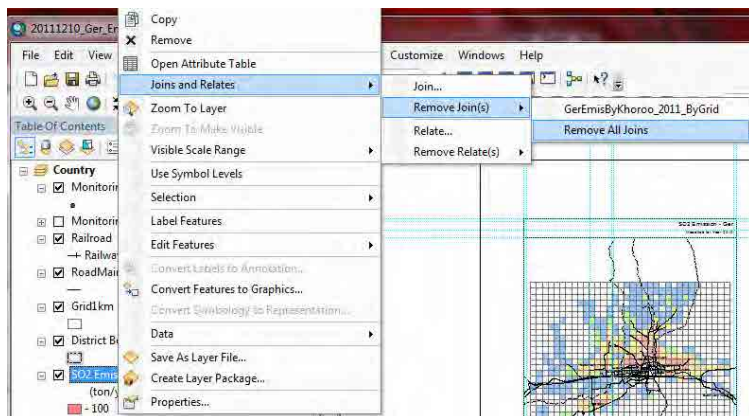 20111210_Ger_Er
File Edit View
Customize Windows Help
Table Of Contents
Country
Monitorin
Monitorin
Railroad
Railwa
RoadMai
Grid1km
District Bo
SO2 Emis
(ton/y
- 100
Copy
Remove
Open Attribute Table
Joins and Relates
Zoom To Layer
Zoom To Make Visible
Visible Scale Range
Use Symbol Levels
Selection
Label Features
Edit Features
Convert Labels to Annotation...
Convert Features to Graphics...
Convert Symbology to Representation...
Data
Save As Layer File...
Create Layer Package...
Properties...
Join...
Remove Join(s)
Relate...
Remove Relate(s)
GerEmisByKhoroo_2011_ByGrid
Remove All Joins
SO2 Emission - Ger